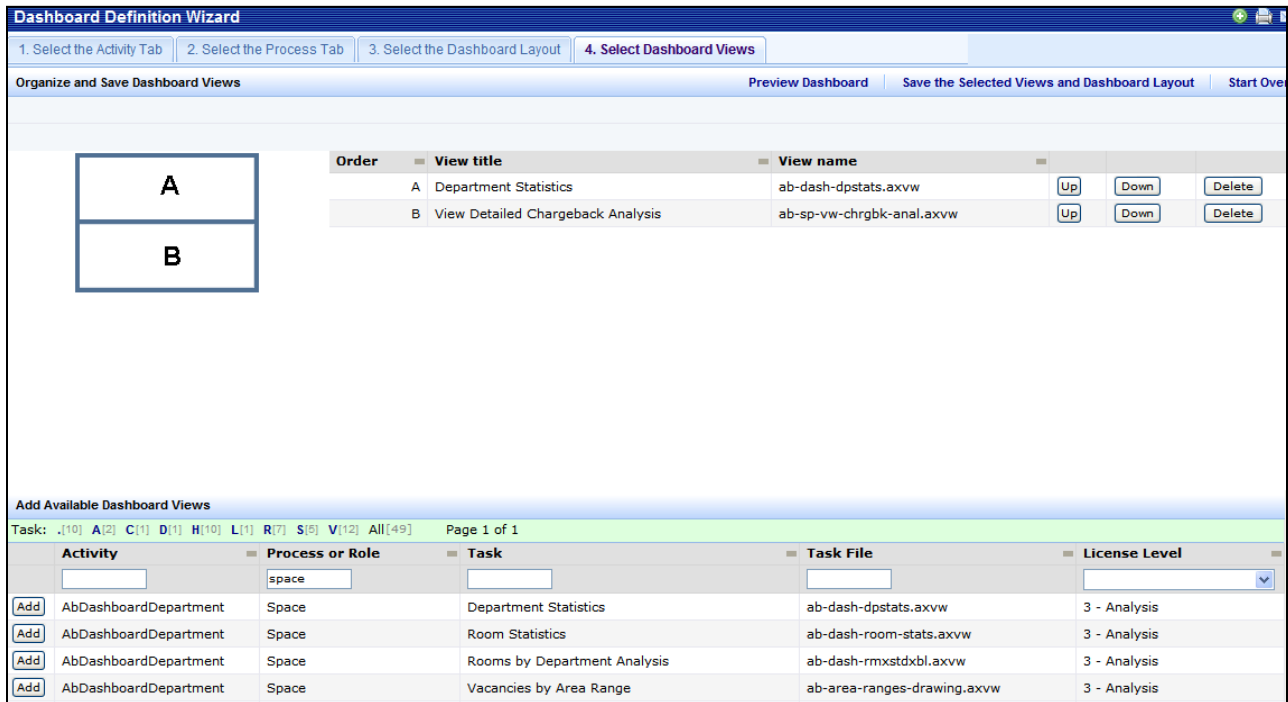 Dashboard Definition Wizard
1. Select the Activity Tab 2. Select the Process Tab 3. Select the Dashboard Layout 4. Select Dashboard Views
Organize and Save Dashboard Views Preview Dashboard Save the Selected Views and Dashboard Layout Start Over
Order View title View name
A
A Department Statistics ab-dash-dpstats.axvw Up Down Delete
B View Detailed Chargeback Analysis ab-sp-vw-chrgbk-anal.axvw Up Down Delete
B
Add Available Dashboard Views
Task: .[10] A[2] C[1] D[1] H[10] L[1] R[7] S[5] V[12] All[49] Page 1 of 1
Activity Process or Role Task Task File License Level
space
Add AbDashboardDepartment Space Department Statistics ab-dash-dpstats.axvw 3 - Analysis
Add AbDashboardDepartment Space Room Statistics ab-dash-room-stats.axvw 3 - Analysis
Add AbDashboardDepartment Space Rooms by Department Analysis ab-dash-rmxstdxbl.axvw 3 - Analysis
Add AbDashboardDepartment Space Vacancies by Area Range ab-area-ranges-drawing.axvw 3 - Analysis